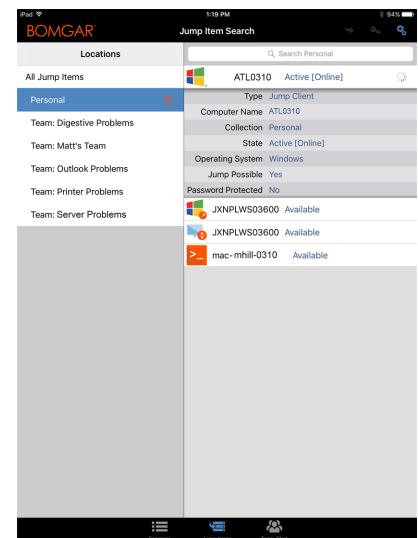 iPad 1:19 PM 94%
BOMGAR Jump Item Search
Locations
All Jump Items
Personal
Team: Digestive Problems
Team: Matt's Team
Team: Outlook Problems
Team: Printer Problems
Team: Server Problems
Search Personal
ATL0310 Active [Online]
Type Jump Client
Computer Name ATL0310
Collection Personal
State Active [Online]
Operating System Windows
Jump Possible Yes
Password Protected No
JXNPLWS03600 Available
JXNPLWS03600 Available
>_ mac-mhill-0310 Available